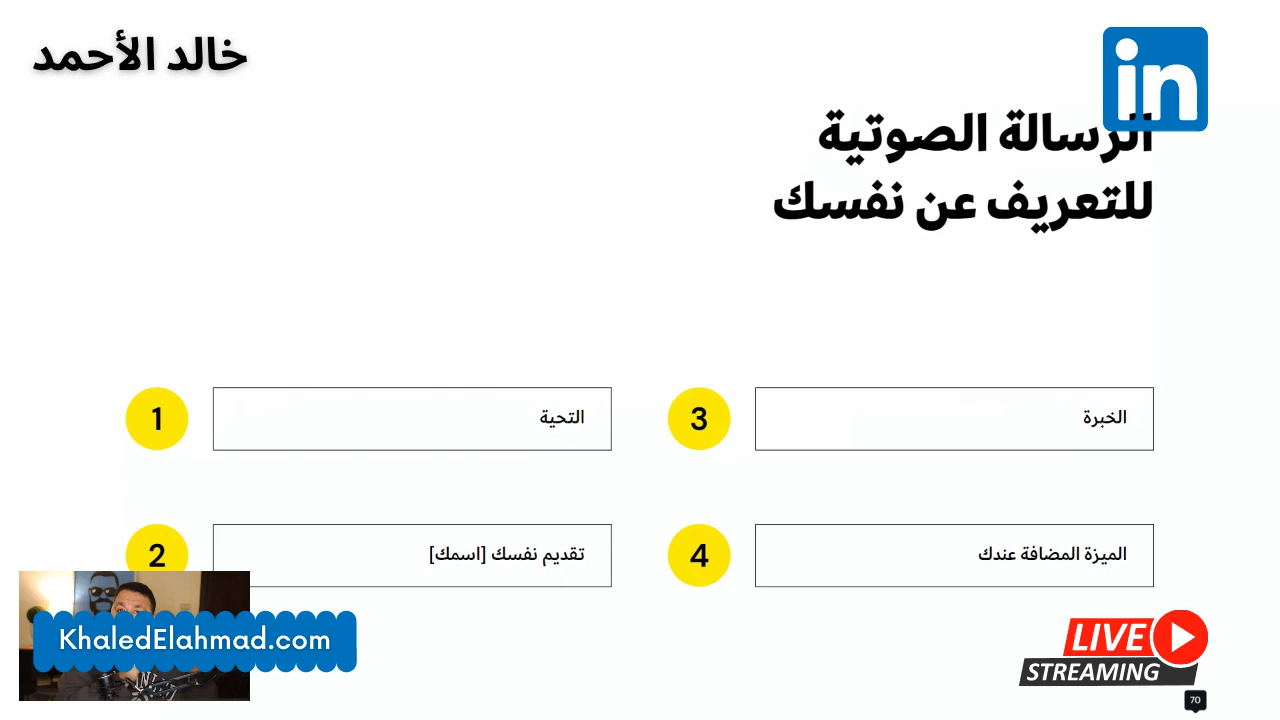 خالد الأحمد
in
الرسالة الصوتية
للتعريف عن نفسك
1
التحية
3
الخبرة
2
تقديم نفسك [اسمك]
4
الميزة المضافة عندك
KhaledElahmad.com
LIVE
STREAMING
70